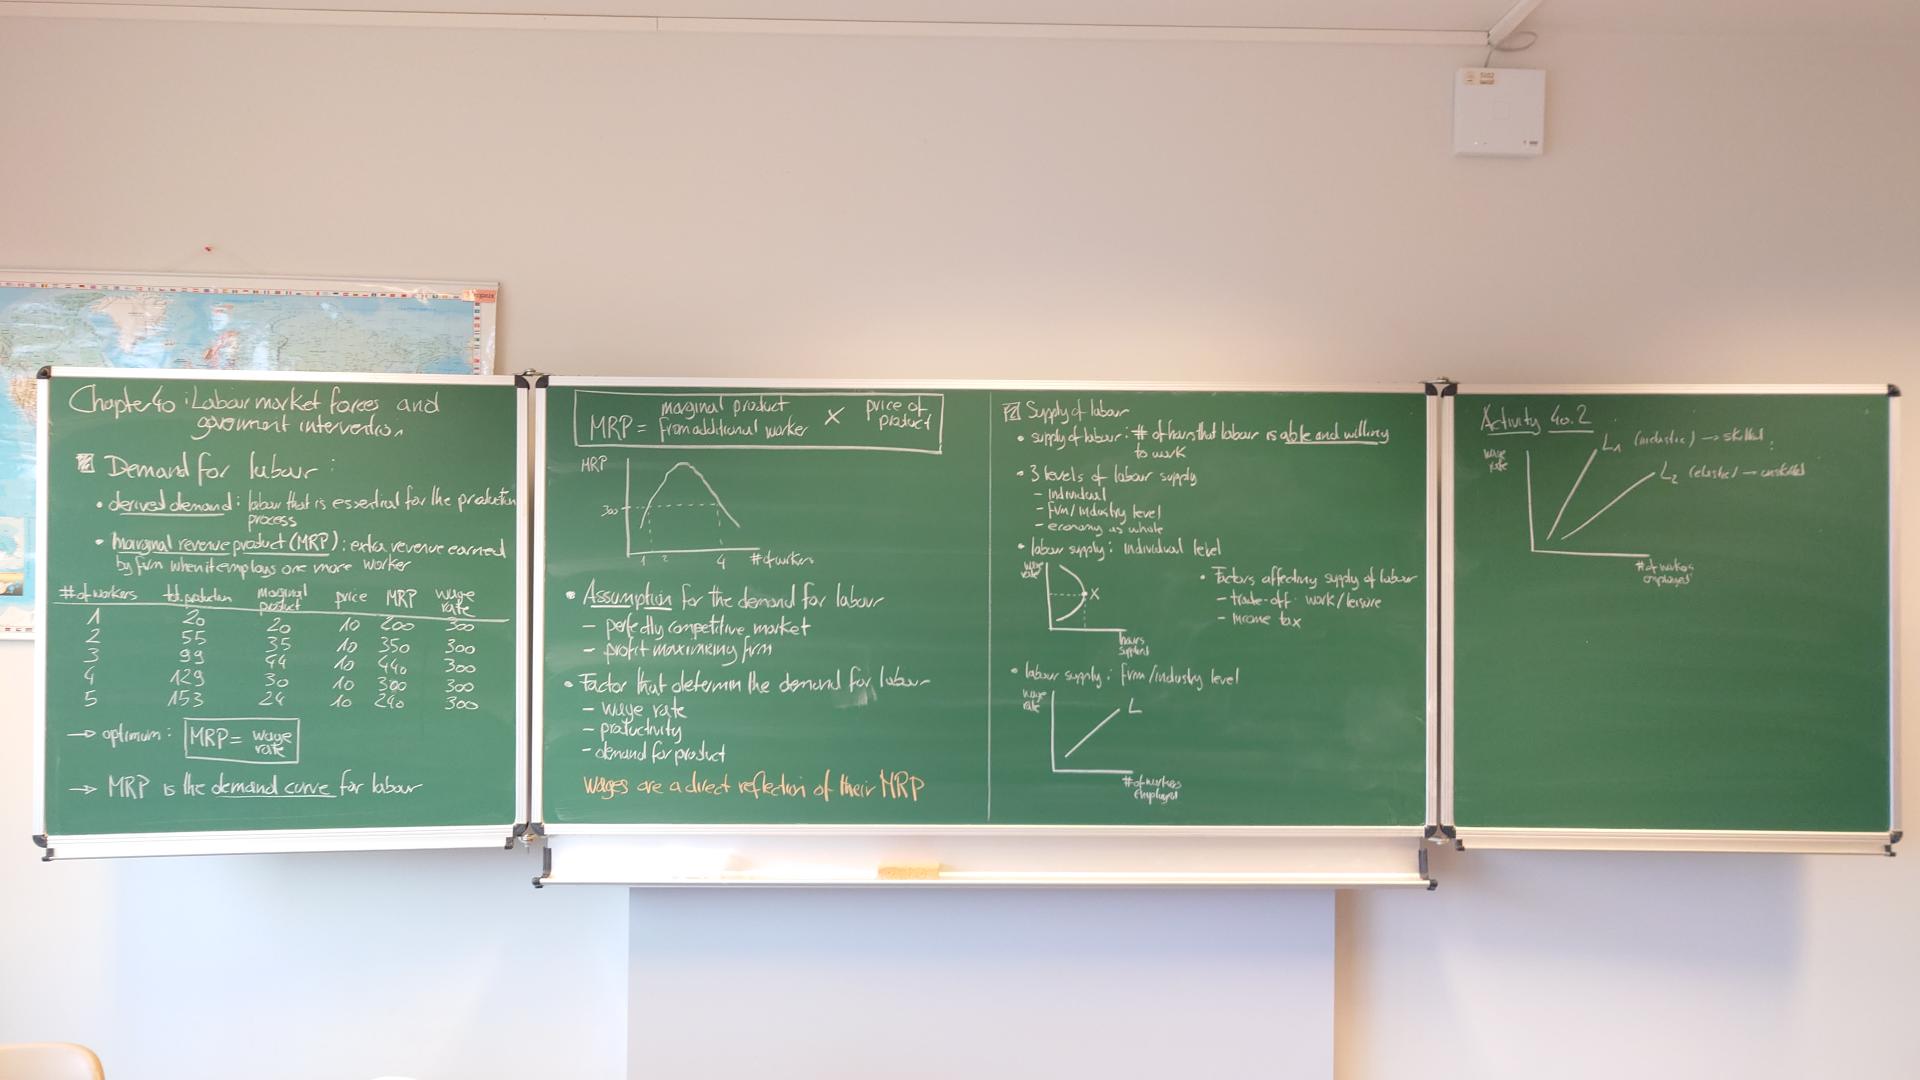 Chapter 40: Labour market forces and
government intervention
Demand for labour:
• derived demand: labour that is essential for the production
process
• Marginal revenue product (MRP): extra revenue earned
by firm when it employs one more worker
# of workers tot. production marginal product price MRP wage rate
1 20 20 10 200 300
2 55 35 10 350 300
3 99 44 10 440 300
4 129 30 10 300 300
5 153 24 10 240 300
→ optimum: MRP = wage rate
→ MRP is the demand curve for labour
MRP = marginal product from additional worker × price of product
MRP
300
1 2 4 # of workers
• Assumption for the demand for labour
- perfectly competitive market
- profit maximising firm
• Factor that determin the demand for labour
- wage rate
- productivity
- demand for product
Wages are a direct reflection of their MRP
Supply of labour
• supply of labour: # of hours that labour is able and willing
to work
• 3 levels of labour supply
- individual
- firm/industry level
- economy as whole
• labour supply: individual level
wage rate
X
hours supplied
• Factors affecting supply of labour
- trade-off work/leisure
- income tax
• labour supply: firm/industry level
wage rate
L
# of workers employed
Activity 40.2
wage rate
L1 (inelastic) → skilled
L2 (elastic) → unskilled
# of workers employed